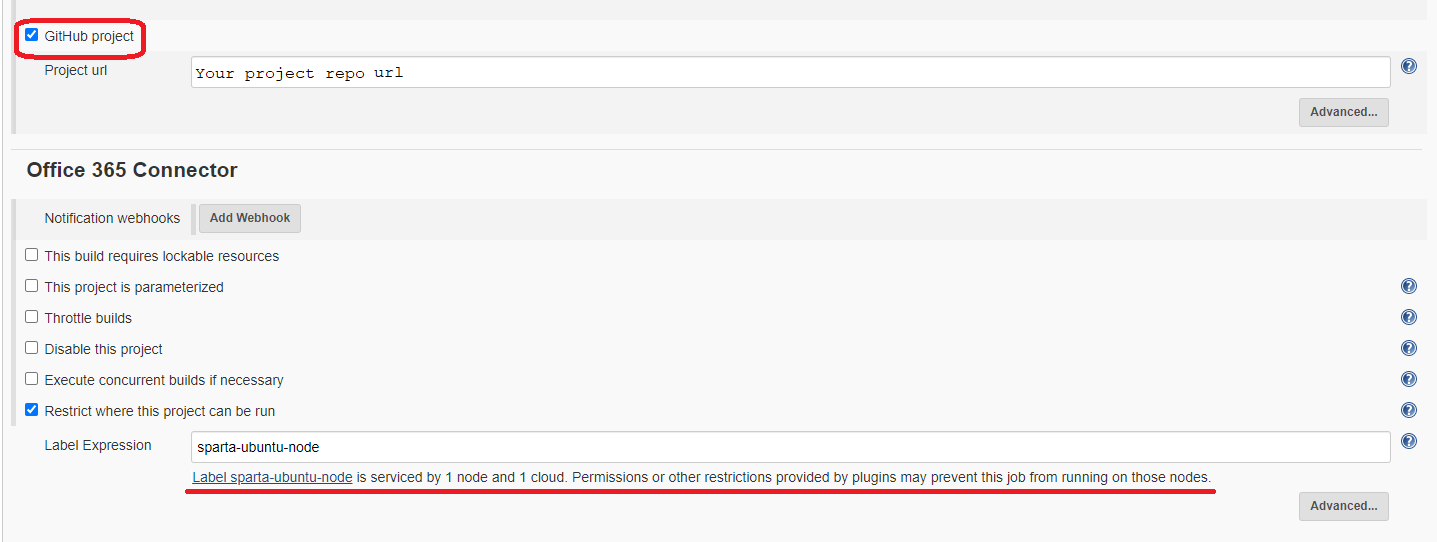 GitHub project
Project url Your project repo url
Advanced...
Office 365 Connector
Notification webhooks Add Webhook
This build requires lockable resources
This project is parameterized
Throttle builds
Disable this project
Execute concurrent builds if necessary
Restrict where this project can be run
Label Expression sparta-ubuntu-node
Label sparta-ubuntu-node is serviced by 1 node and 1 cloud. Permissions or other restrictions provided by plugins may prevent this job from running on those nodes.
Advanced...